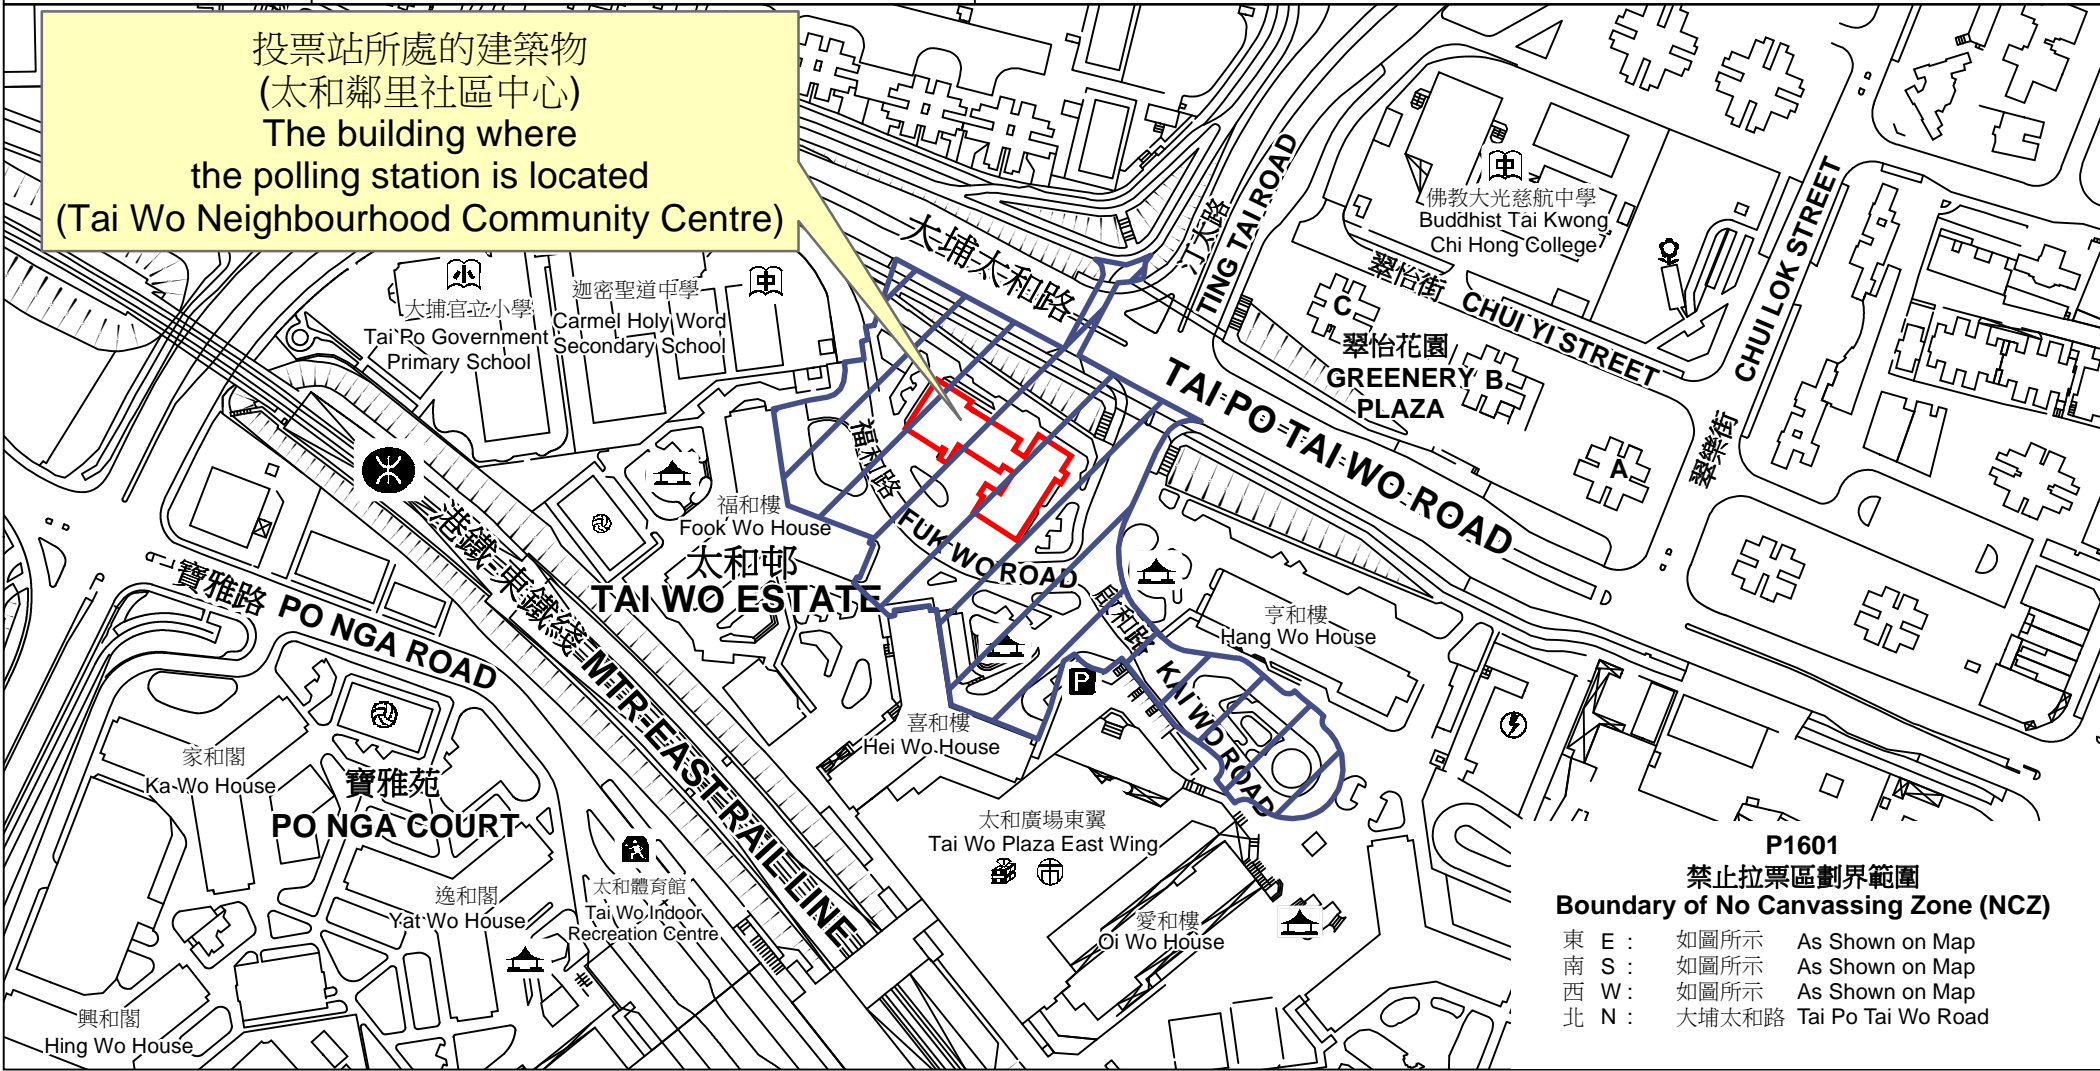 投票站所處的建築物
(太和鄰里社區中心)
The building where
the polling station is located
(Tai Wo Neighbourhood Community Centre)
大埔太和路
TAI PO TAI WO ROAD
汀太路
TING TAI ROAD
中
佛教大光慈航中學
Buddhist Tai Kwong
Chi Hong College
翠怡街
CHUI YI STREET
CHUI LOK STREET
翠樂街
C
翠怡花園
GREENERY
PLAZA
B
A
小
大埔官立小學
Tai Po Government
Primary School
迦密聖道中學
Carmel Holy Word
Secondary School
中
福和路
FUK WO ROAD
福和樓
Fook Wo House
太和邨
TAI WO ESTATE
港鐵東鐵綫 MTR EAST RAIL LINE
寶雅路 PO NGA ROAD
啟和路
KAI WO ROAD
亨和樓
Hang Wo House
P
喜和樓
Hei Wo House
家和閣
Ka Wo House
寶雅苑
PO NGA COURT
太和廣場東翼
Tai Wo Plaza East Wing
市
逸和閣
Yat Wo House
太和體育館
Tai Wo Indoor
Recreation Centre
愛和樓
Oi Wo House
興和閣
Hing Wo House
P1601
禁止拉票區劃界範圍
Boundary of No Canvassing Zone (NCZ)
東 E : 如圖所示 As Shown on Map
南 S : 如圖所示 As Shown on Map
西 W : 如圖所示 As Shown on Map
北 N : 大埔太和路 Tai Po Tai Wo Road